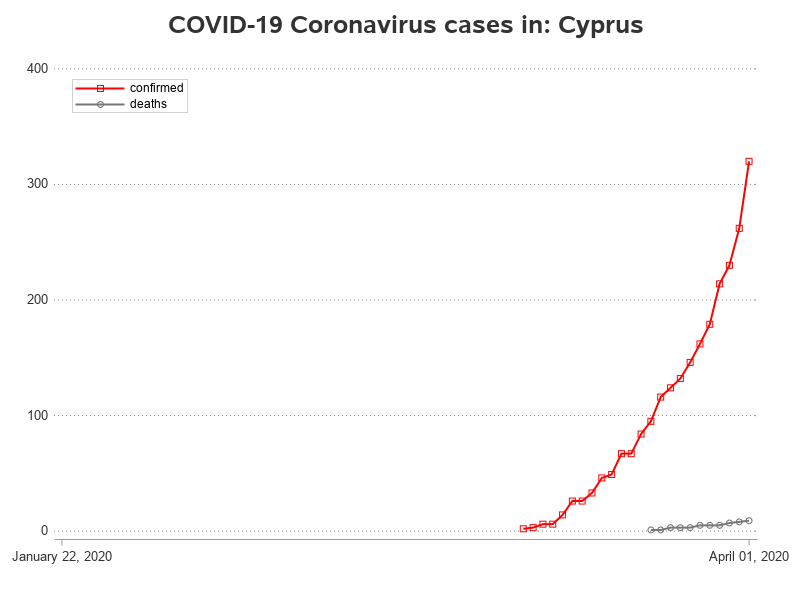 COVID-19 Coronavirus cases in: Cyprus
400
confirmed
deaths
300
200
100
0
January 22, 2020
April 01, 2020